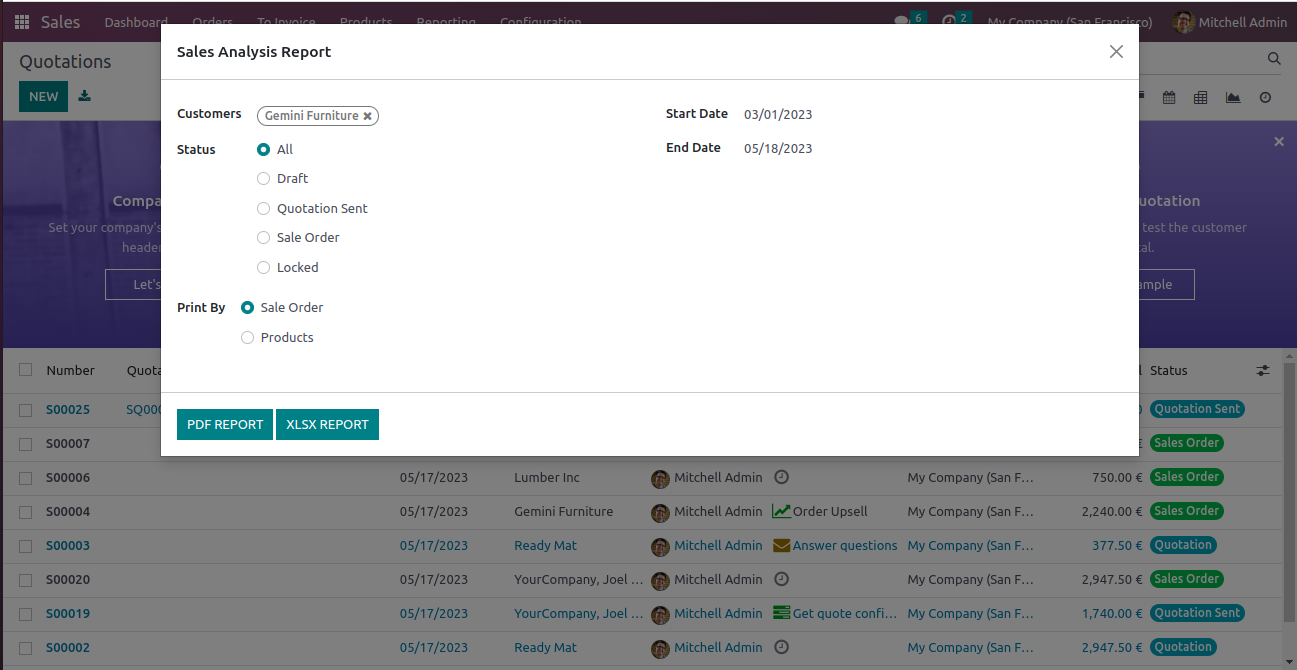 Sales Dashboard Orders To Invoice Products Reporting Configuration 6 2 My Company (San Francisco) Mitchell Admin
Quotations
NEW
Sales Analysis Report
Customers Gemini Furniture Start Date 03/01/2023
Status All End Date 05/18/2023
Draft
Quotation Sent
Sale Order
Locked
Print By Sale Order
Products
PDF REPORT XLSX REPORT
Compa uotation
Set your company's test the customer
header tal.
Let's ample
Number Quota l Status
S00025 SQ000 Quotation Sent
S00007 € Sales Order
S00006 05/17/2023 Lumber Inc Mitchell Admin My Company (San F... 750.00 € Sales Order
S00004 05/17/2023 Gemini Furniture Mitchell Admin Order Upsell My Company (San F... 2,240.00 € Sales Order
S00003 05/17/2023 Ready Mat Mitchell Admin Answer questions My Company (San F... 377.50 € Quotation
S00020 05/17/2023 YourCompany, Joel ... Mitchell Admin My Company (San F... 2,947.50 € Sales Order
S00019 05/17/2023 YourCompany, Joel ... Mitchell Admin Get quote confi... My Company (San F... 1,740.00 € Quotation Sent
S00002 05/17/2023 Ready Mat Mitchell Admin My Company (San F... 2,947.50 € Quotation